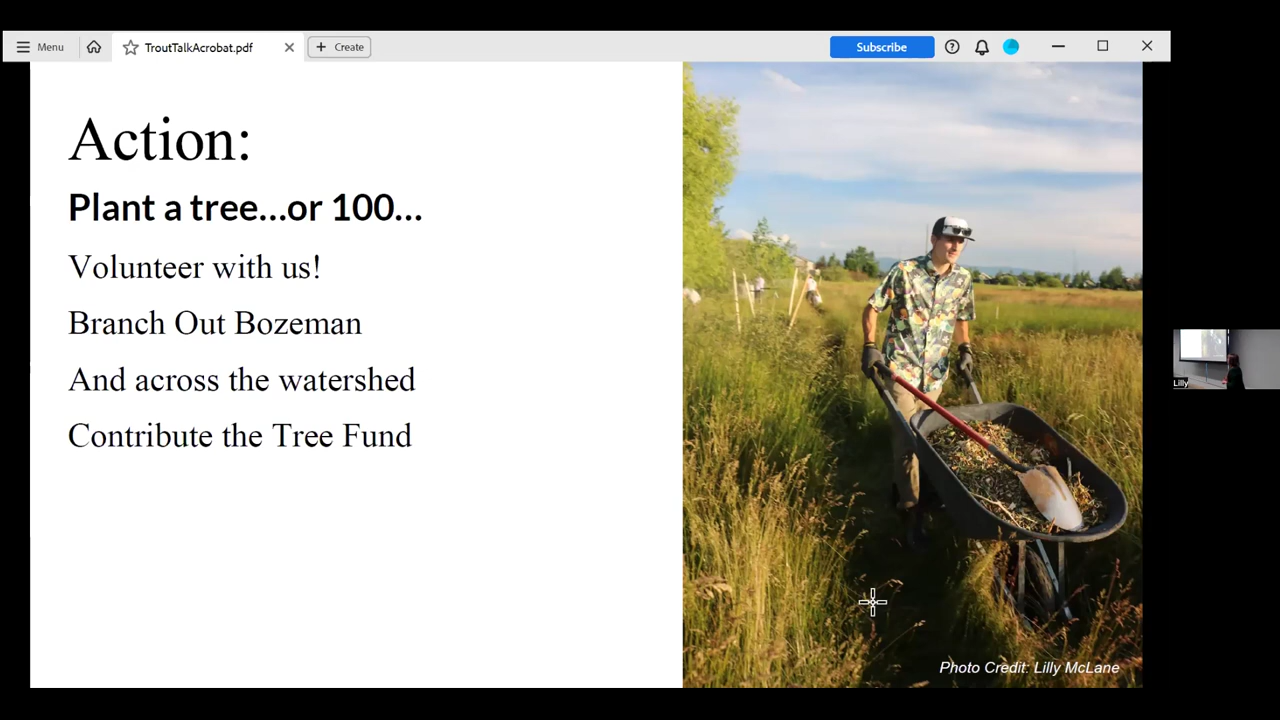 Menu
TroutTalkAcrobat.pdf
+ Create
Subscribe
Action:
Plant a tree...or 100...
Volunteer with us!
Branch Out Bozeman
And across the watershed
Contribute the Tree Fund
Photo Credit: Lilly McLane
Lilly